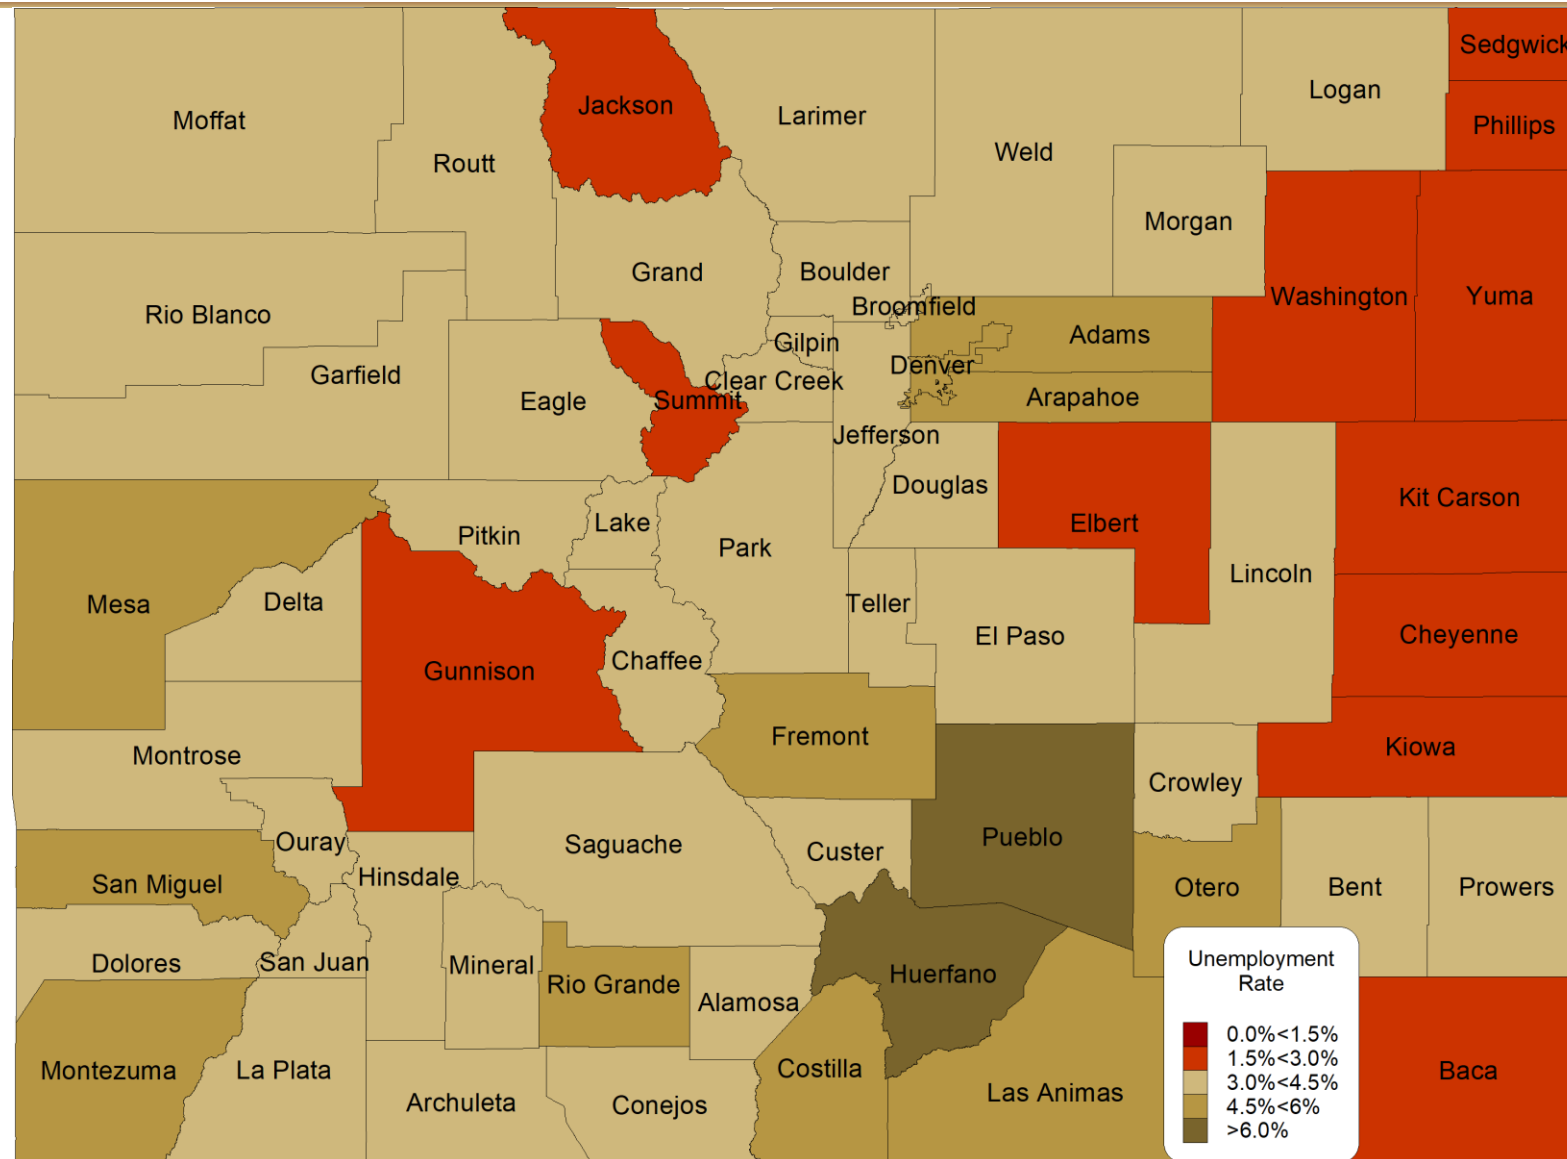 Sedgwick
Logan
Jackson
Moffat
Larimer
Phillips
Weld
Routt
Morgan
Grand
Boulder
Washington
Yuma
Broomfield
Rio Blanco
Adams
Gilpin
Denver
Garfield
Clear Creek
Arapahoe
Eagle
Summit
Jefferson
Douglas
Kit Carson
Lake
Elbert
Pitkin
Park
Lincoln
Delta
Mesa
Teller
El Paso
Cheyenne
Chaffee
Gunnison
Fremont
Kiowa
Montrose
Crowley
Pueblo
Ouray
Saguache
Custer
Hinsdale
San Miguel
Otero
Bent
Prowers
Dolores
San Juan
Mineral
Huerfano
Rio Grande
Alamosa
Montezuma
La Plata
Costilla
Las Animas
Archuleta
Conejos
Baca
Unemployment
Rate
0.0%<1.5%
1.5%<3.0%
3.0%<4.5%
4.5%<6%
>6.0%